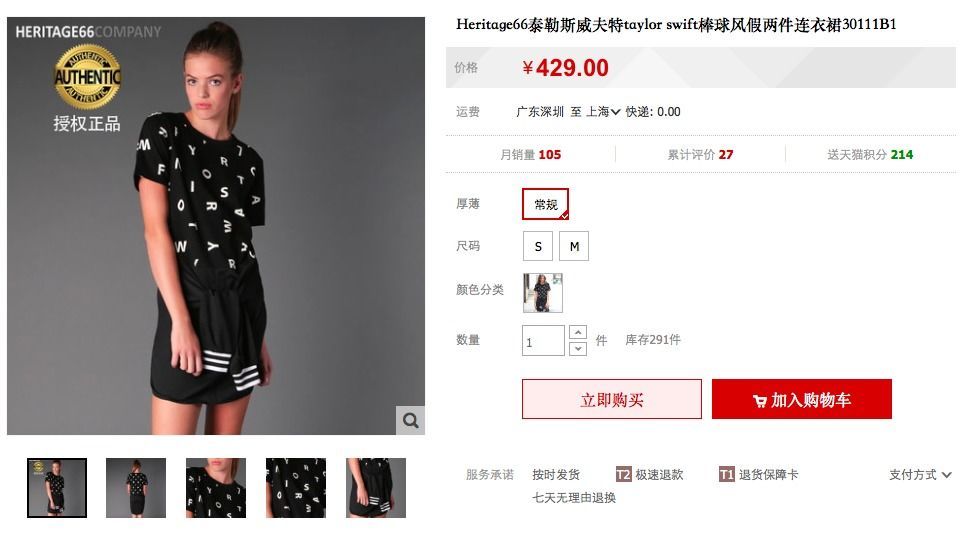 HERITAGE66COMPANY
AUTHENTIC
授权正品
Heritage66泰勒斯威夫特taylor swift棒球风假两件连衣裙30111B1
价格 ¥429.00
运费 广东深圳 至 上海 快递: 0.00
月销量 105 累计评价 27 送天猫积分 214
厚薄 常规
尺码 S M
颜色分类
数量 1 件 库存291件
立即购买 加入购物车
服务承诺 按时发货 T2 极速退款 T1 退货保障卡 支付方式
七天无理由退换